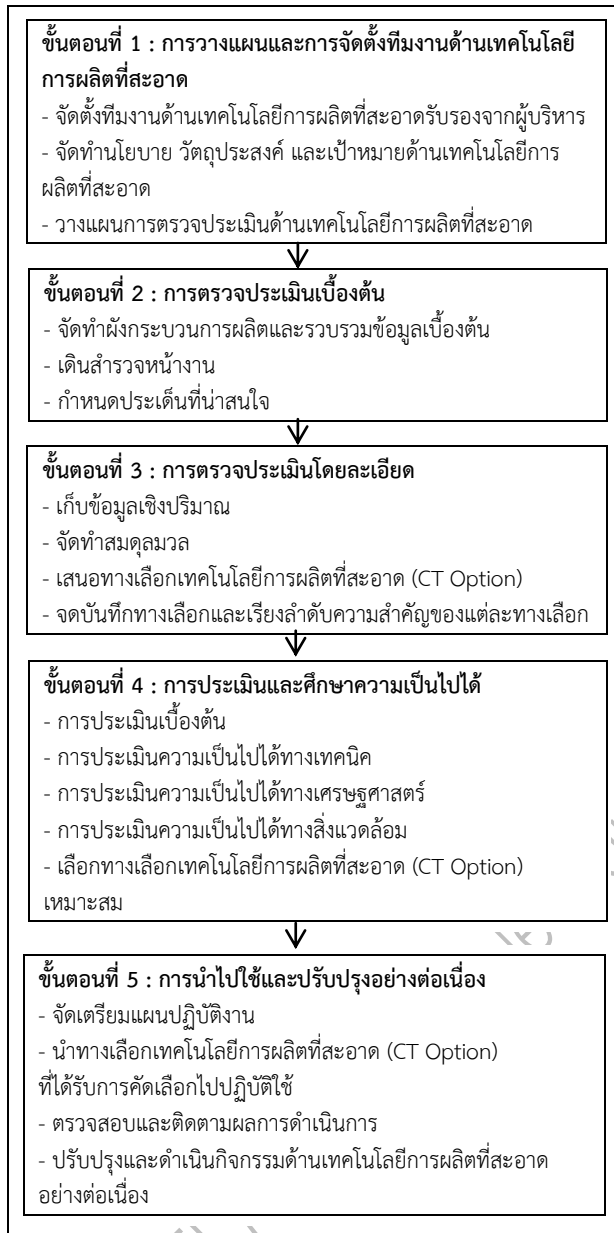 ขั้นตอนที่ 1 : การวางแผนและการจัดตั้งทีมงานด้านเทคโนโลยี
การผลิตที่สะอาด
- จัดตั้งทีมงานด้านเทคโนโลยีการผลิตที่สะอาดรับรองจากผู้บริหาร
- จัดทำนโยบาย วัตถุประสงค์ และเป้าหมายด้านเทคโนโลยีการ
ผลิตที่สะอาด
- วางแผนการตรวจประเมินด้านเทคโนโลยีการผลิตที่สะอาด
ขั้นตอนที่ 2 : การตรวจประเมินเบื้องต้น
- จัดทำผังกระบวนการผลิตและรวบรวมข้อมูลเบื้องต้น
- เดินสำรวจหน้างาน
- กำหนดประเด็นที่น่าสนใจ
ขั้นตอนที่ 3 : การตรวจประเมินโดยละเอียด
- เก็บข้อมูลเชิงปริมาณ
- จัดทำสมดุลมวล
- เสนอทางเลือกเทคโนโลยีการผลิตที่สะอาด (CT Option)
- จดบันทึกทางเลือกและเรียงลำดับความสำคัญของแต่ละทางเลือก
ขั้นตอนที่ 4 : การประเมินและศึกษาความเป็นไปได้
- การประเมินเบื้องต้น
- การประเมินความเป็นไปได้ทางเทคนิค
- การประเมินความเป็นไปได้ทางเศรษฐศาสตร์
- การประเมินความเป็นไปได้ทางสิ่งแวดล้อม
- เลือกทางเลือกเทคโนโลยีการผลิตที่สะอาด (CT Option)
เหมาะสม
ขั้นตอนที่ 5 : การนำไปใช้และปรับปรุงอย่างต่อเนื่อง
- จัดเตรียมแผนปฏิบัติงาน
- นำทางเลือกเทคโนโลยีการผลิตที่สะอาด (CT Option)
ที่ได้รับการคัดเลือกไปปฏิบัติใช้
- ตรวจสอบและติดตามผลการดำเนินการ
- ปรับปรุงและดำเนินกิจกรรมด้านเทคโนโลยีการผลิตที่สะอาด
อย่างต่อเนื่อง